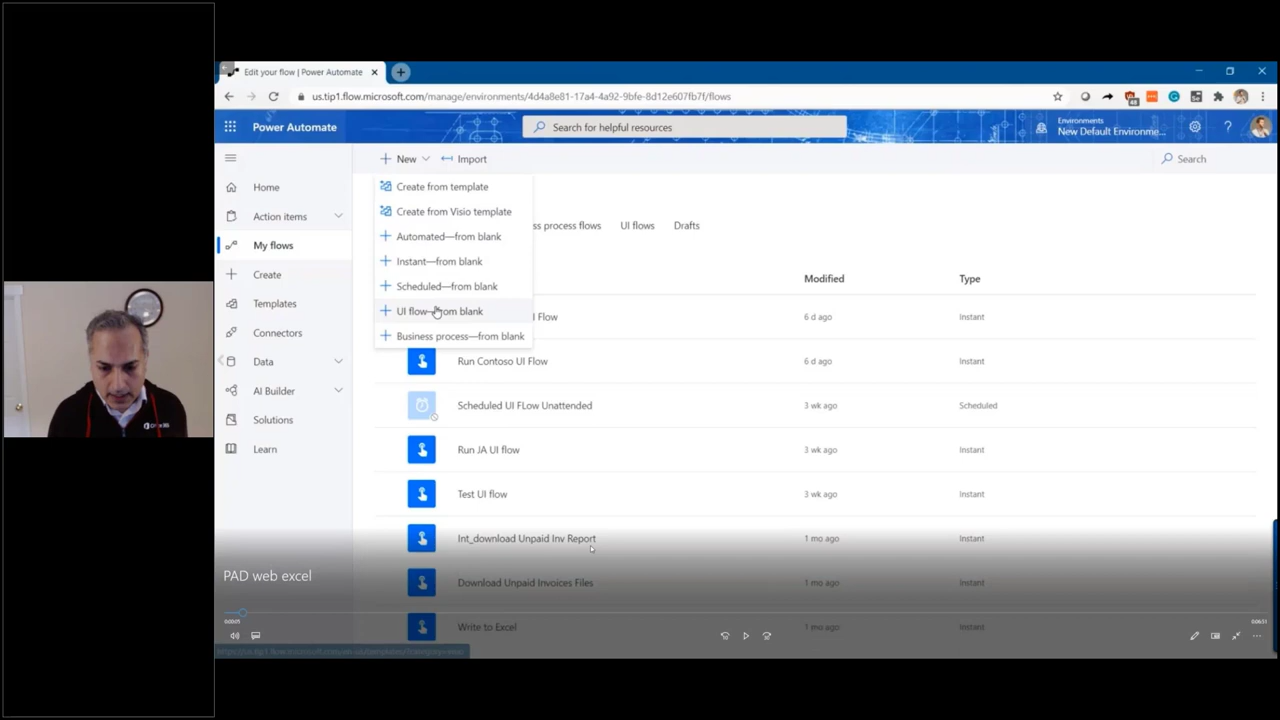 Edit your flow | Power Automate
us.tip1.flow.microsoft.com/manage/environments/4d4a8e81-17a4-4a92-9bfe-8d12e607fb7f/flows
Power Automate
Search for helpful resources
Environments
New Default Environme...
New
Import
Search
Home
Action items
My flows
Create
Templates
Connectors
Data
AI Builder
Solutions
Learn
Create from template
Create from Visio template
Automated—from blank
Instant—from blank
Scheduled—from blank
UI flow—from blank
Business process—from blank
ss process flows
UI flows
Drafts
Modified
Type
I Flow
6 d ago
Instant
Run Contoso UI Flow
6 d ago
Instant
Scheduled UI FLow Unattended
3 wk ago
Scheduled
Run JA UI flow
3 wk ago
Instant
Test UI flow
3 wk ago
Instant
Int_download Unpaid Inv Report
1 mo ago
Instant
Download Unpaid Invoices Files
1 mo ago
Instant
Write to Excel
1 mo ago
Instant
PAD web excel